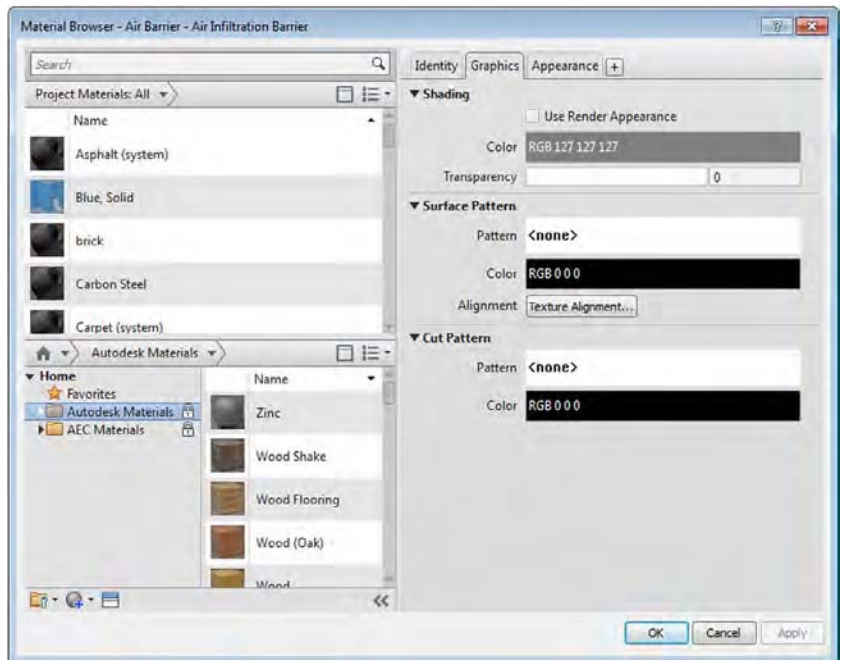 Material Browser - Air Barrier - Air Infiltration Barrier
?
Search
Project Materials: All
Name
Asphalt (system)
Blue, Solid
brick
Carbon Steel
Carpet (system)
Autodesk Materials
Home
Favorites
Autodesk Materials
AEC Materials
Name
Zinc
Wood Shake
Wood Flooring
Wood (Oak)
Wood
Identity Graphics Appearance +
Shading
Use Render Appearance
Color RGB 127 127 127
Transparency 0
Surface Pattern
Pattern <none>
Color RGB 0 0 0
Alignment Texture Alignment...
Cut Pattern
Pattern <none>
Color RGB 0 0 0
OK Cancel Apply